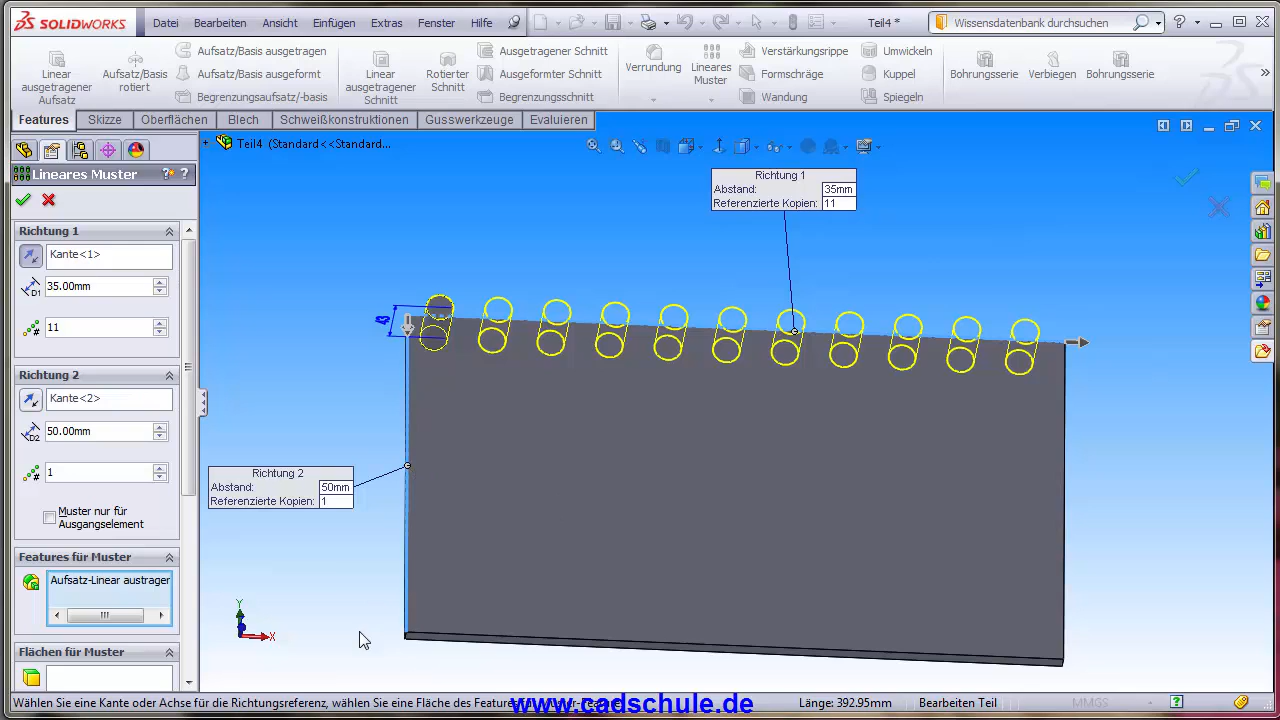 SOLIDWORKS
Datei Bearbeiten Ansicht Einfügen Extras Fenster Hilfe
Teil4 *
Wissensdatenbank durchsuchen
Linear ausgetragener Aufsatz
Aufsatz/Basis rotiert
Aufsatz/Basis ausgetragen
Aufsatz/Basis ausgeformt
Begrenzungsaufsatz/-basis
Linear ausgetragener Schnitt
Rotierter Schnitt
Ausgetragener Schnitt
Ausgeformter Schnitt
Begrenzungsschnitt
Verrundung
Lineares Muster
Verstärkungsrippe
Formschräge
Wandung
Umwickeln
Kuppel
Spiegeln
Bohrungsserie
Verbiegen
Bohrungsserie
Features Skizze Oberflächen Blech Schweißkonstruktionen Gusswerkzeuge Evaluieren
Teil4 (Standard<<Standard...
Lineares Muster
Richtung 1
Kante<1>
D1
35.00mm
11
Richtung 2
Kante<2>
D2
50.00mm
1
Muster nur für
Ausgangselement
Features für Muster
Aufsatz-Linear austragen
Flächen für Muster
Richtung 1
Abstand: 35mm
Referenzierte Kopien: 11
Richtung 2
Abstand: 50mm
Referenzierte Kopien: 1
Y
X
Wählen Sie eine Kante oder Achse für die Richtungsreferenz, wählen Sie eine Fläche des Features
Länge: 392.95mm
Bearbeiten Teil
MMGS
www.cadschule.de